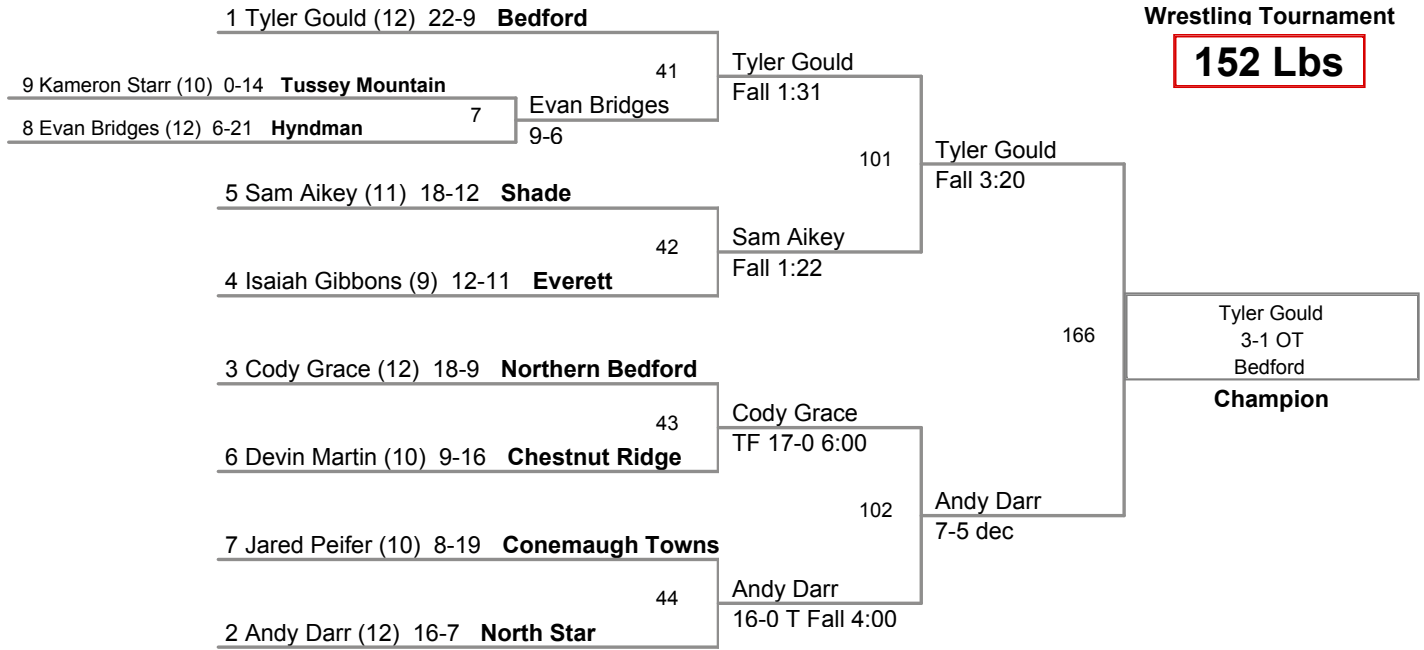 Wrestling Tournament
152 Lbs
1 Tyler Gould (12) 22-9 Bedford
41
Tyler Gould
Fall 1:31
9 Kameron Starr (10) 0-14 Tussey Mountain
7
Evan Bridges
9-6
8 Evan Bridges (12) 6-21 Hyndman
101
Tyler Gould
Fall 3:20
5 Sam Aikey (11) 18-12 Shade
42
Sam Aikey
Fall 1:22
4 Isaiah Gibbons (9) 12-11 Everett
166
Tyler Gould
3-1 OT
Bedford
Champion
3 Cody Grace (12) 18-9 Northern Bedford
43
Cody Grace
TF 17-0 6:00
6 Devin Martin (10) 9-16 Chestnut Ridge
102
Andy Darr
7-5 dec
7 Jared Peifer (10) 8-19 Conemaugh Towns
44
Andy Darr
16-0 T Fall 4:00
2 Andy Darr (12) 16-7 North Star